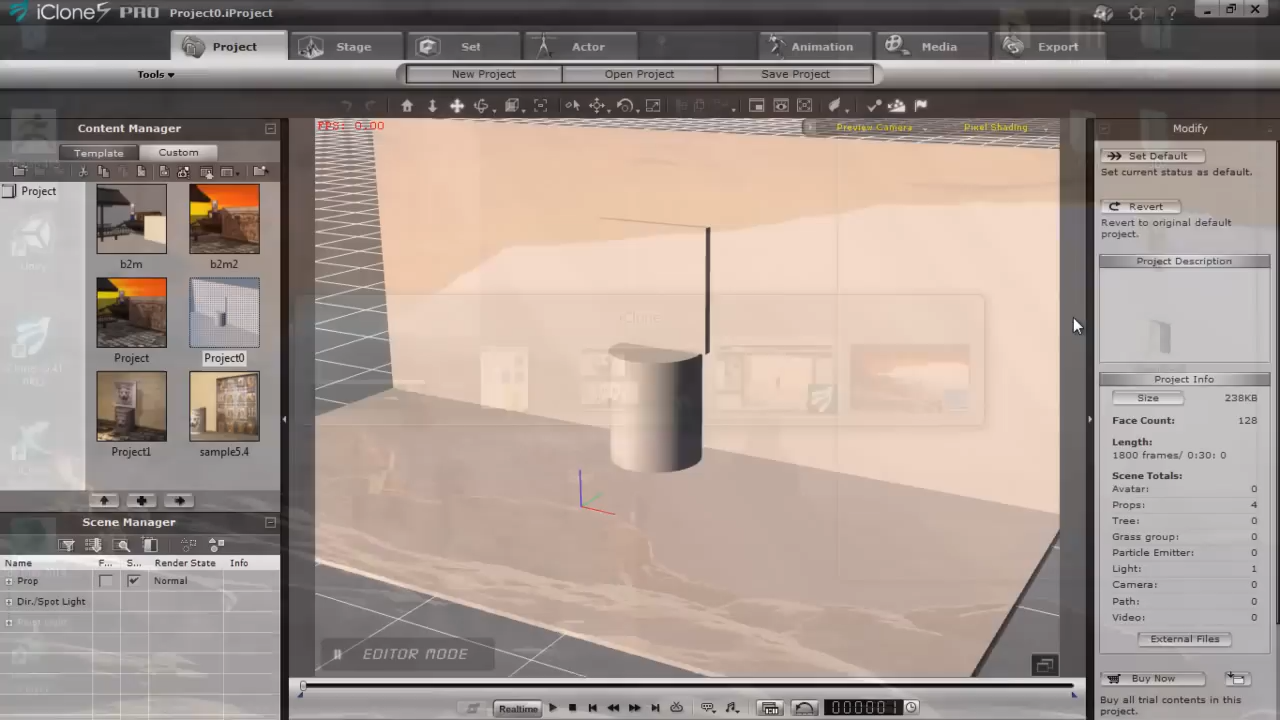 iClone5 PRO Project0.iProject
Project Stage Set Actor Animation Media Export
Tools New Project Open Project Save Project
Content Manager
Template Custom
Project
b2m b2m2
Project Project0
Project1 sample5.4
Scene Manager
Name F... S... Render State Info
Prop Normal
Dir./Spot Light
FPS: 0.00 Preview Camera Pixel Shading
iClone
EDITOR MODE
Realtime 0000001
Modify
Set Default
Set current status as default.
Revert
Revert to original default
project.
Project Description
Project Info
Size 238KB
Face Count: 128
Length:
1800 frames/ 0:30: 0
Scene Totals:
Avatar: 0
Props: 4
Tree: 0
Grass group: 0
Particle Emitter: 0
Light: 1
Camera: 0
Path: 0
Video: 0
External Files
Buy Now
Buy all trial contents in this
project.